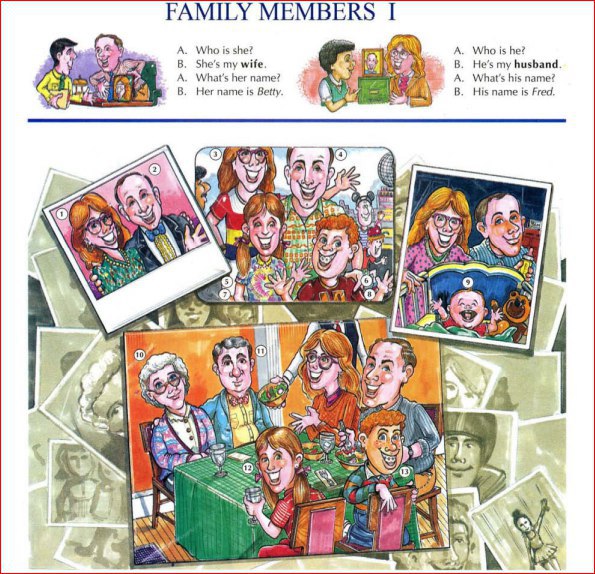 FAMILY MEMBERS I
A. Who is she?
B. She's my wife.
A. What's her name?
B. Her name is Betty.
A. Who is he?
B. He's my husband.
A. What's his name?
B. His name is Fred.
1
2
3
4
5
7
6
8
9
10
11
12
13